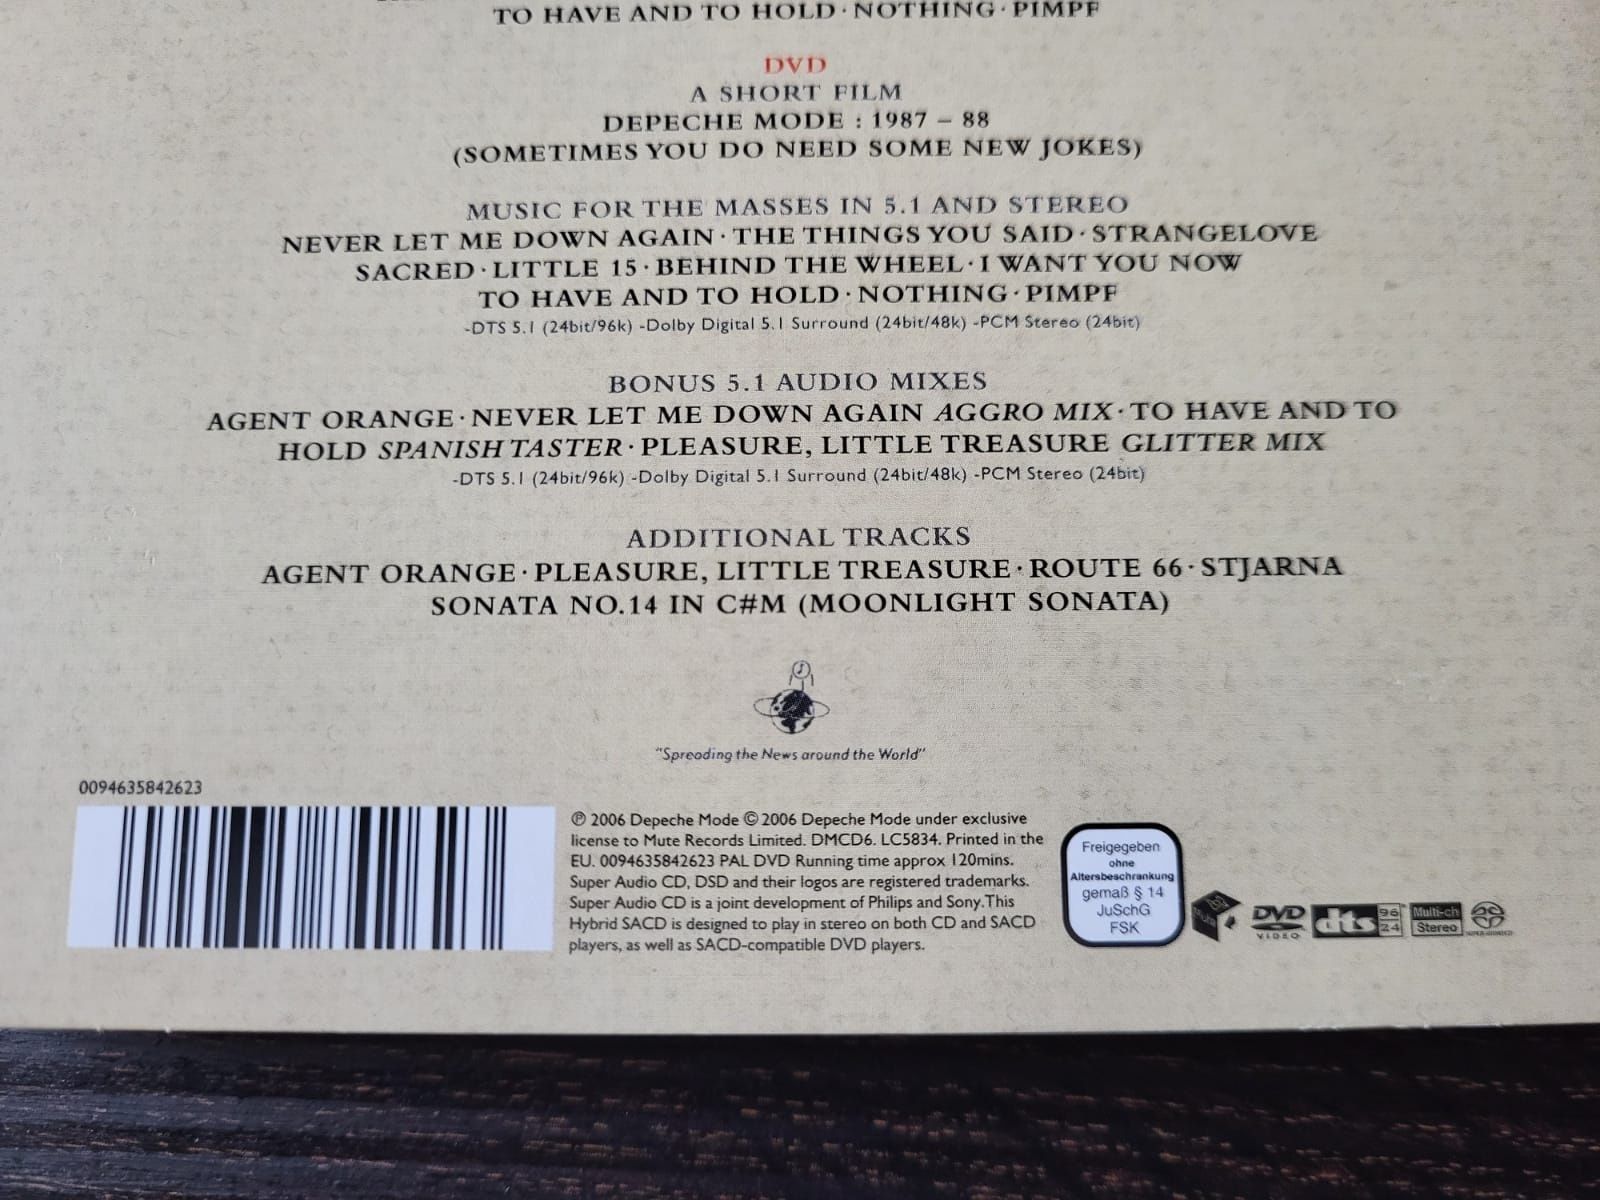 TO HAVE AND TO HOLD · NOTHING · PIMPF
DVD
A SHORT FILM
DEPECHE MODE : 1987 – 88
(SOMETIMES YOU DO NEED SOME NEW JOKES)
MUSIC FOR THE MASSES IN 5.1 AND STEREO
NEVER LET ME DOWN AGAIN · THE THINGS YOU SAID · STRANGELOVE
SACRED · LITTLE 15 · BEHIND THE WHEEL · I WANT YOU NOW
TO HAVE AND TO HOLD · NOTHING · PIMPF
-DTS 5.1 (24bit/96k) -Dolby Digital 5.1 Surround (24bit/48k) -PCM Stereo (24bit)
BONUS 5.1 AUDIO MIXES
AGENT ORANGE · NEVER LET ME DOWN AGAIN AGGRO MIX · TO HAVE AND TO
HOLD SPANISH TASTER · PLEASURE, LITTLE TREASURE GLITTER MIX
-DTS 5.1 (24bit/96k) -Dolby Digital 5.1 Surround (24bit/48k) -PCM Stereo (24bit)
ADDITIONAL TRACKS
AGENT ORANGE · PLEASURE, LITTLE TREASURE · ROUTE 66 · STJARNA
SONATA NO.14 IN C#M (MOONLIGHT SONATA)
"Spreading the News around the World"
0094635842623
℗ 2006 Depeche Mode © 2006 Depeche Mode under exclusive
license to Mute Records Limited. DMCD6. LC5834. Printed in the
EU. 0094635842623 PAL DVD Running time approx 120mins.
Super Audio CD, DSD and their logos are registered trademarks.
Super Audio CD is a joint development of Philips and Sony.This
Hybrid SACD is designed to play in stereo on both CD and SACD
players, as well as SACD-compatible DVD players.
Freigegeben
ohne
Altersbeschrankung
gemaß § 14
JuSchG
FSK
DVD
VIDEO
dts
96
24
Multi-ch
Stereo